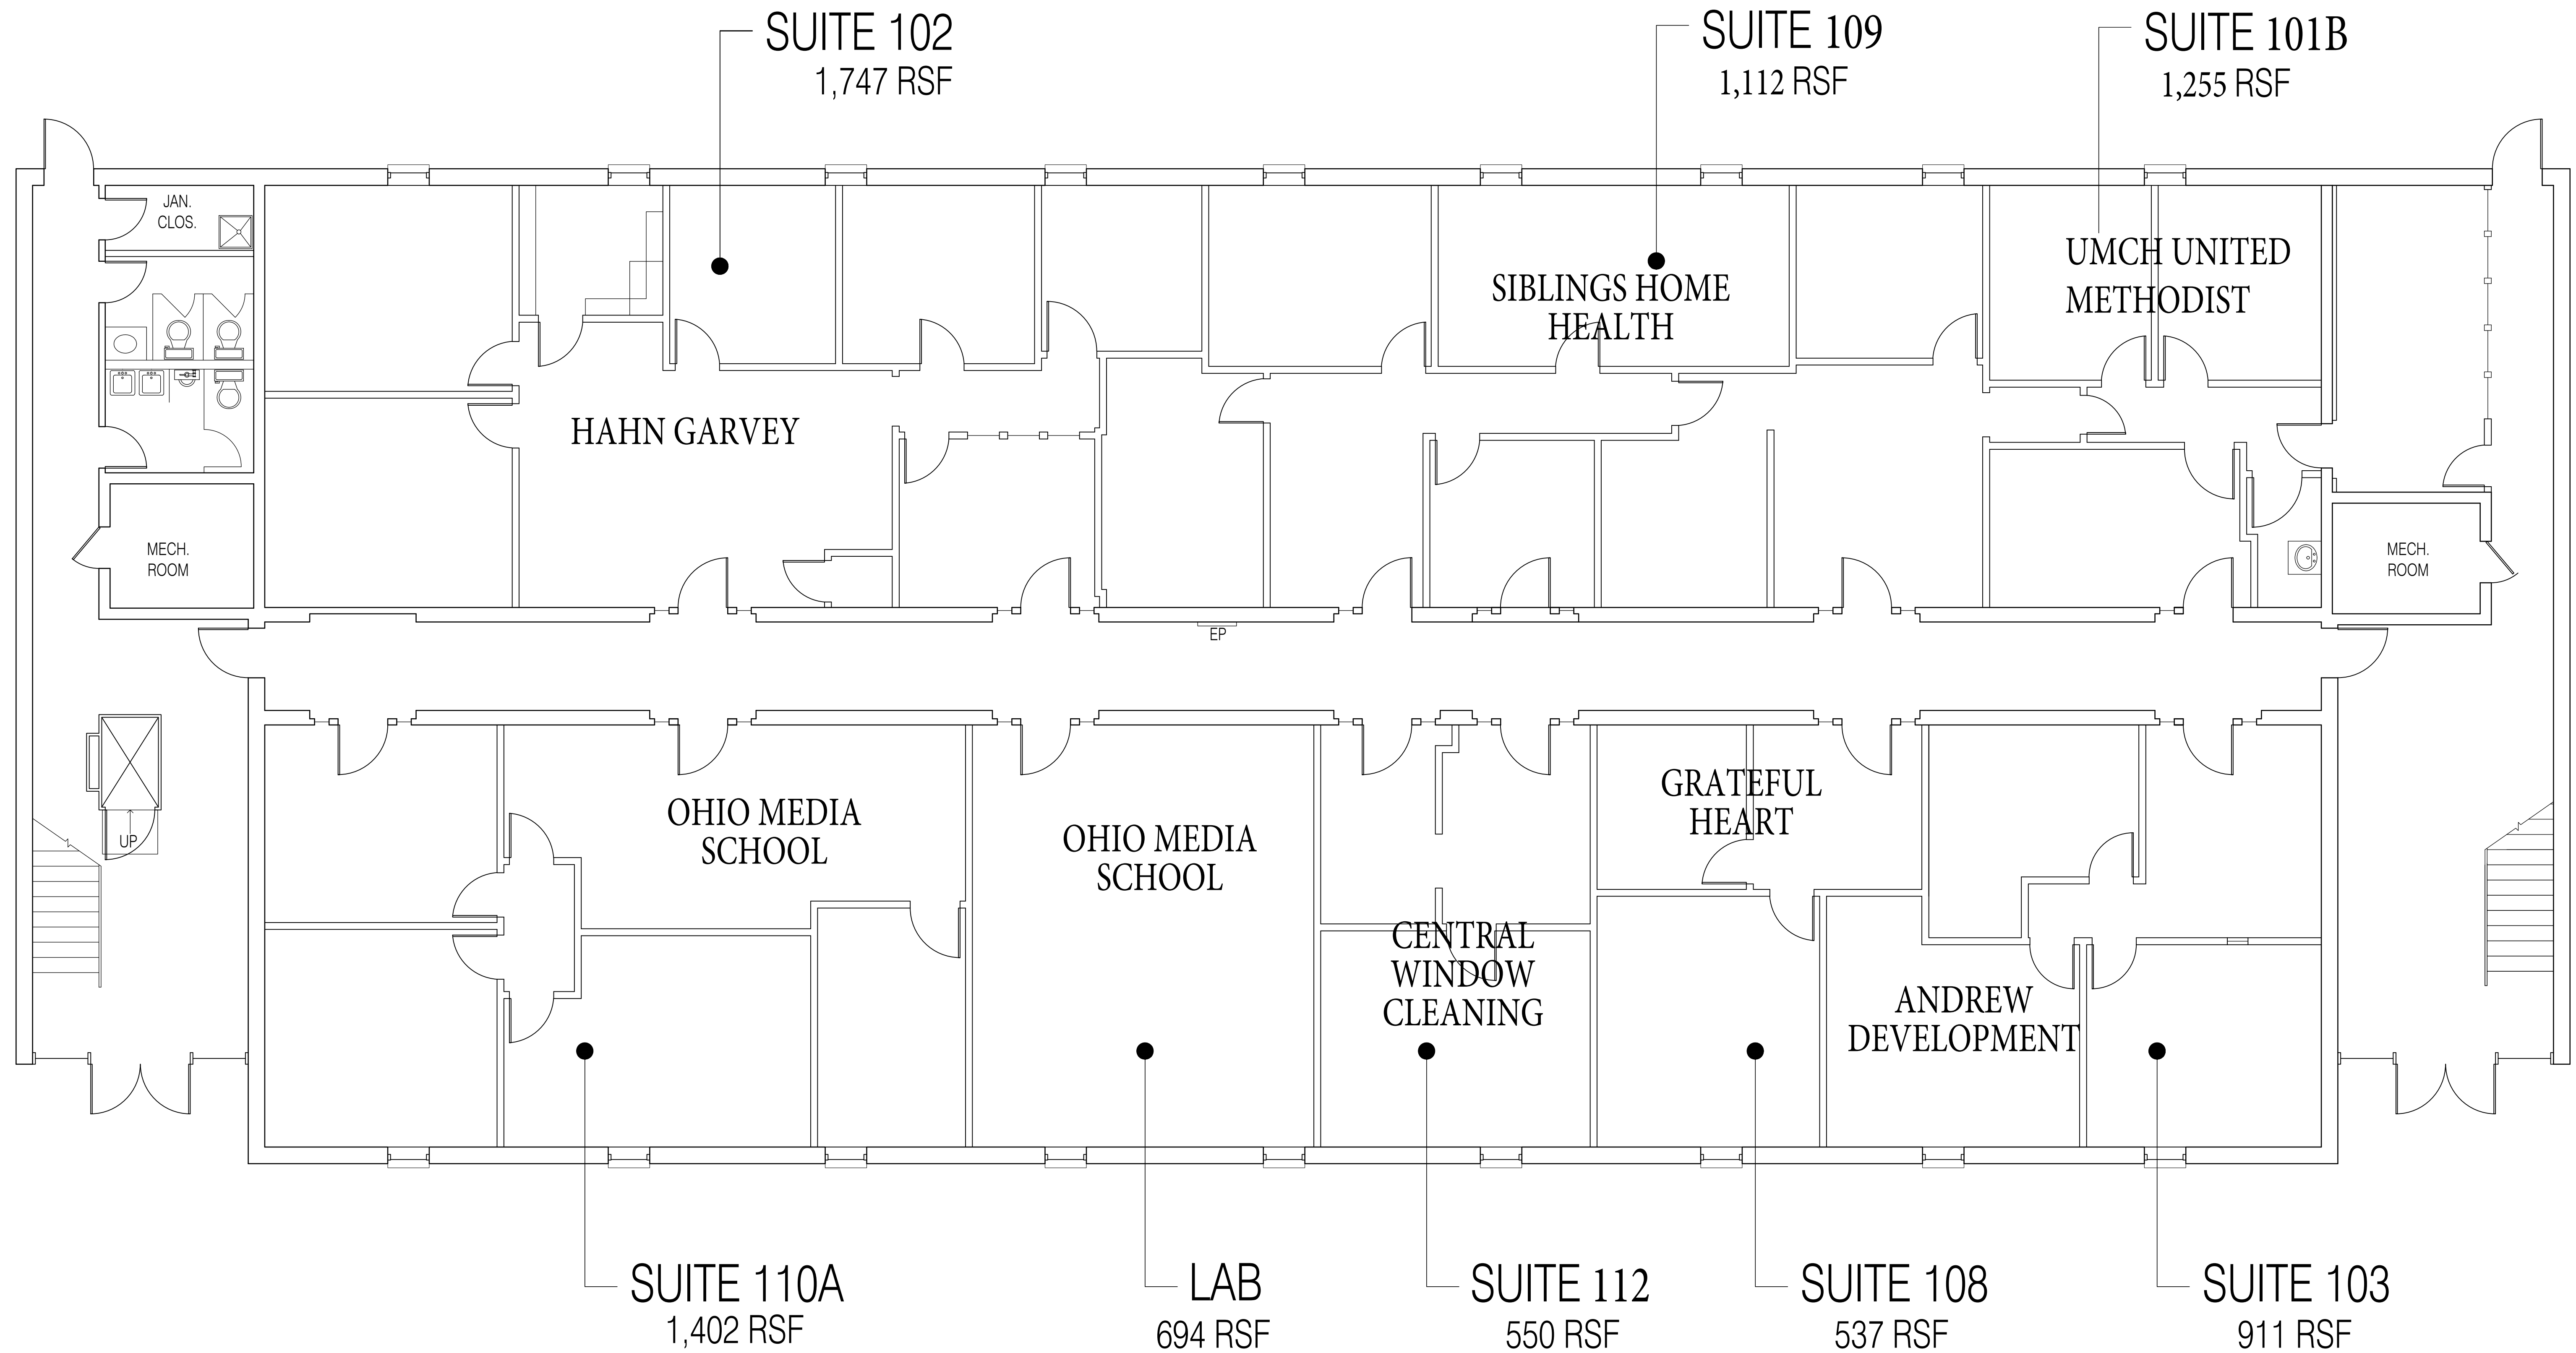 SUITE 102
1,747 RSF
SUITE 109
1,112 RSF
SUITE 101B
1,255 RSF
JAN.
CLOS.
UMCH UNITED
METHODIST
SIBLINGS HOME
HEALTH
HAHN GARVEY
MECH.
ROOM
MECH.
ROOM
EP
UP
OHIO MEDIA
SCHOOL
OHIO MEDIA
SCHOOL
GRATEFUL
HEART
CENTRAL
WINDOW
CLEANING
ANDREW
DEVELOPMENT
SUITE 110A
1,402 RSF
LAB
694 RSF
SUITE 112
550 RSF
SUITE 108
537 RSF
SUITE 103
911 RSF